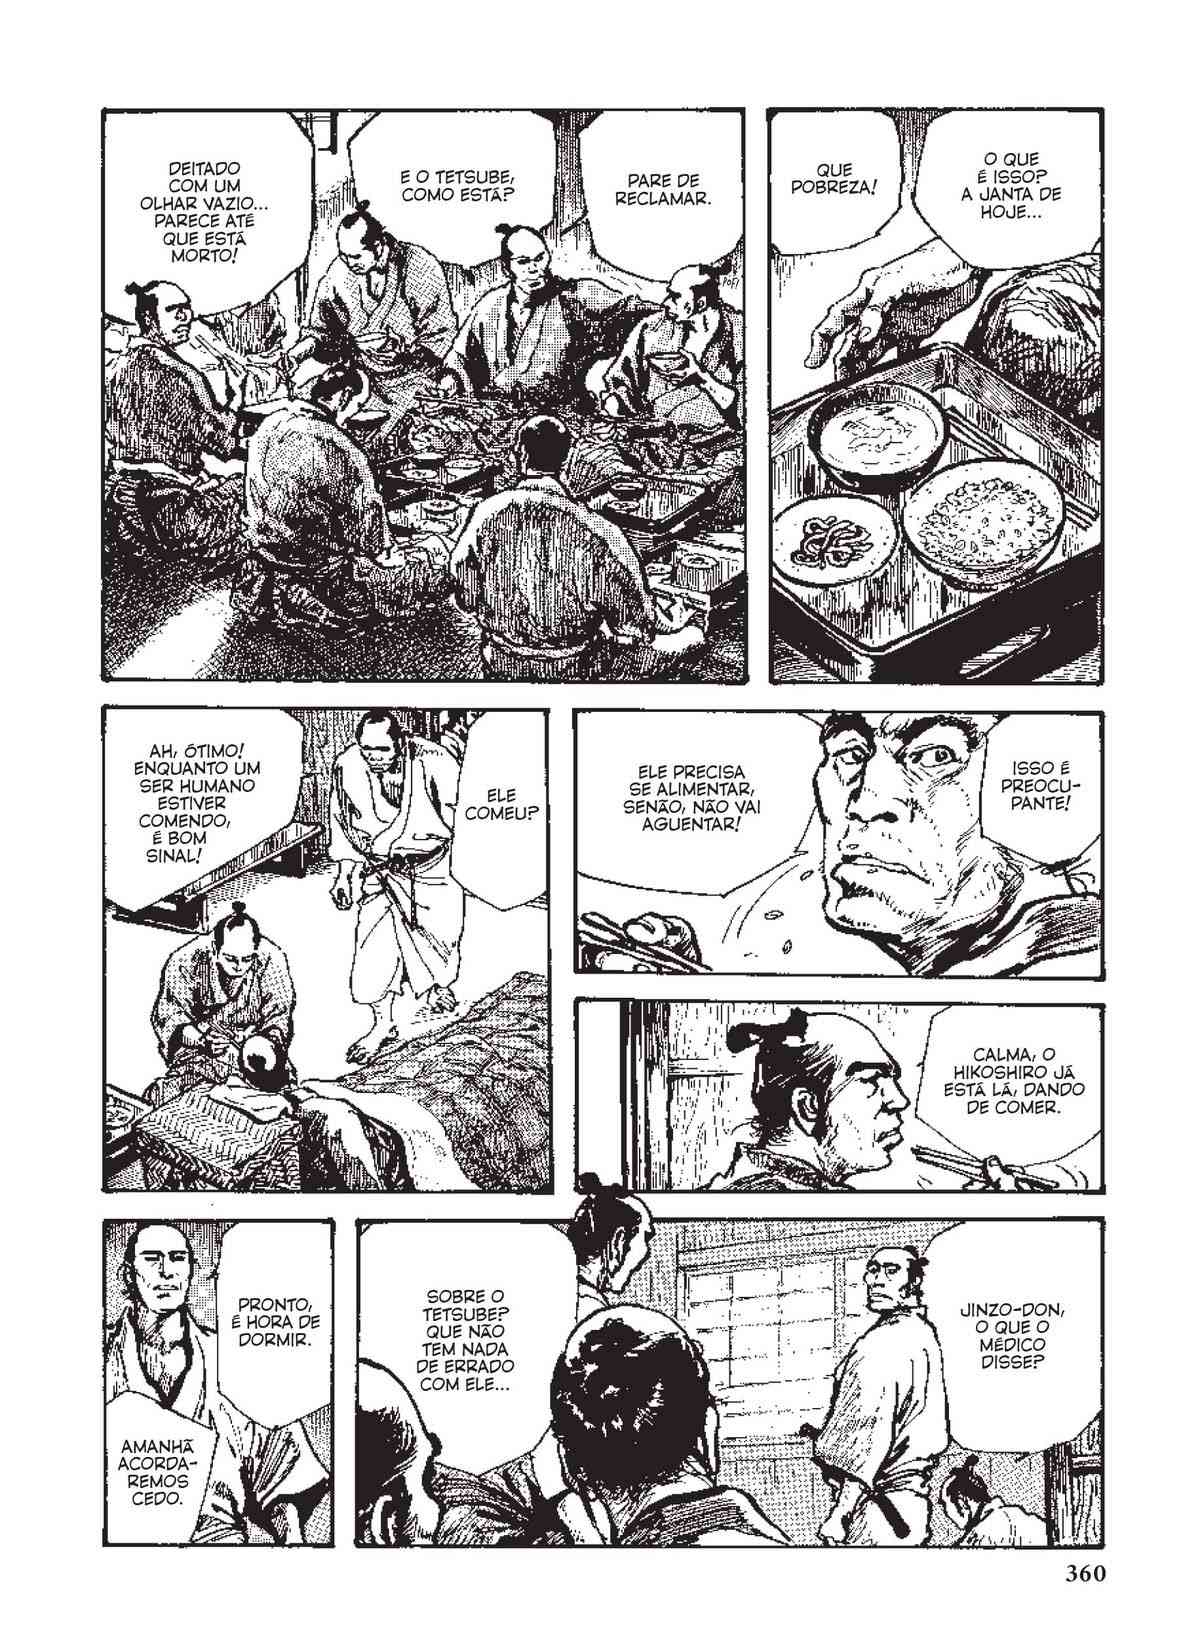 O QUE
É ISSO?
A JANTA DE
HOJE...
QUE
POBREZA!
PARE DE
RECLAMAR.
E O TETSUBE,
COMO ESTÁ?
DEITADO
COM UM
OLHAR VAZIO...
PARECE ATÉ
QUE ESTÁ
MORTO!
POF!
ISSO É
PREOCU-
PANTE!
ELE PRECISA
SE ALIMENTAR,
SENÃO, NÃO VAI
AGUENTAR!
CALMA, O
HIKOSHIRO JÁ
ESTÁ LÁ, DANDO
DE COMER.
ELE
COMEU?
AH, ÓTIMO!
ENQUANTO UM
SER HUMANO
ESTIVER
COMENDO,
É BOM
SINAL!
JINZO-DON,
O QUE O
MÉDICO
DISSE?
SOBRE O
TETSUBE?
QUE NÃO
TEM NADA
DE ERRADO
COM ELE...
PRONTO,
É HORA DE
DORMIR.
AMANHÃ
ACORDA-
REMOS
CEDO.
360